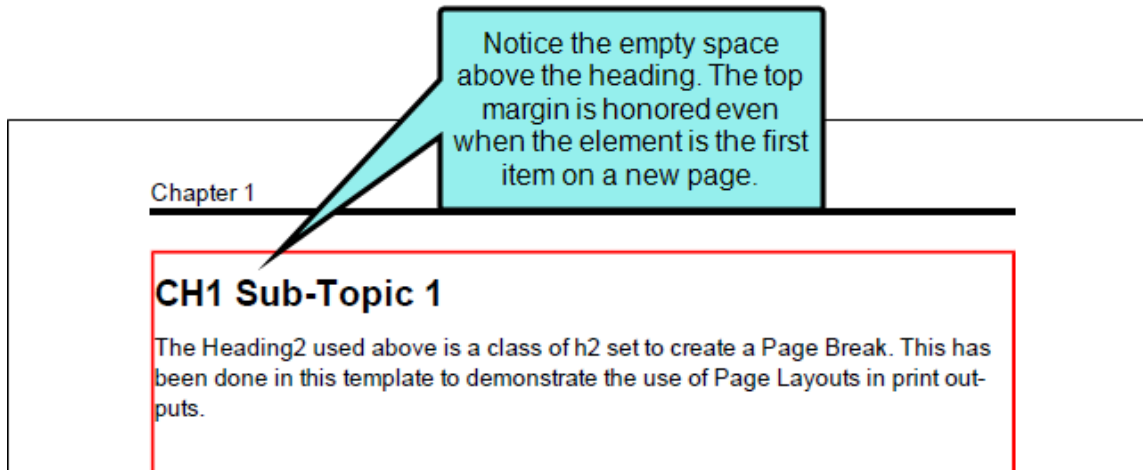 Notice the empty space
above the heading. The top
margin is honored even
when the element is the first
item on a new page.
Chapter 1
CH1 Sub-Topic 1
The Heading2 used above is a class of h2 set to create a Page Break. This has
been done in this template to demonstrate the use of Page Layouts in print out-
puts.